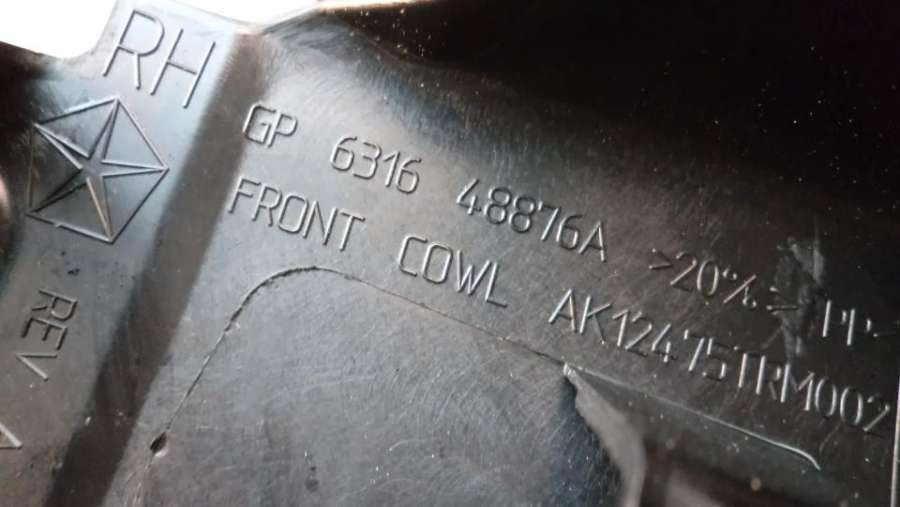 RH
GP 6316 48876A >20% PP<
FRONT COWL AK12475TRM002
REV